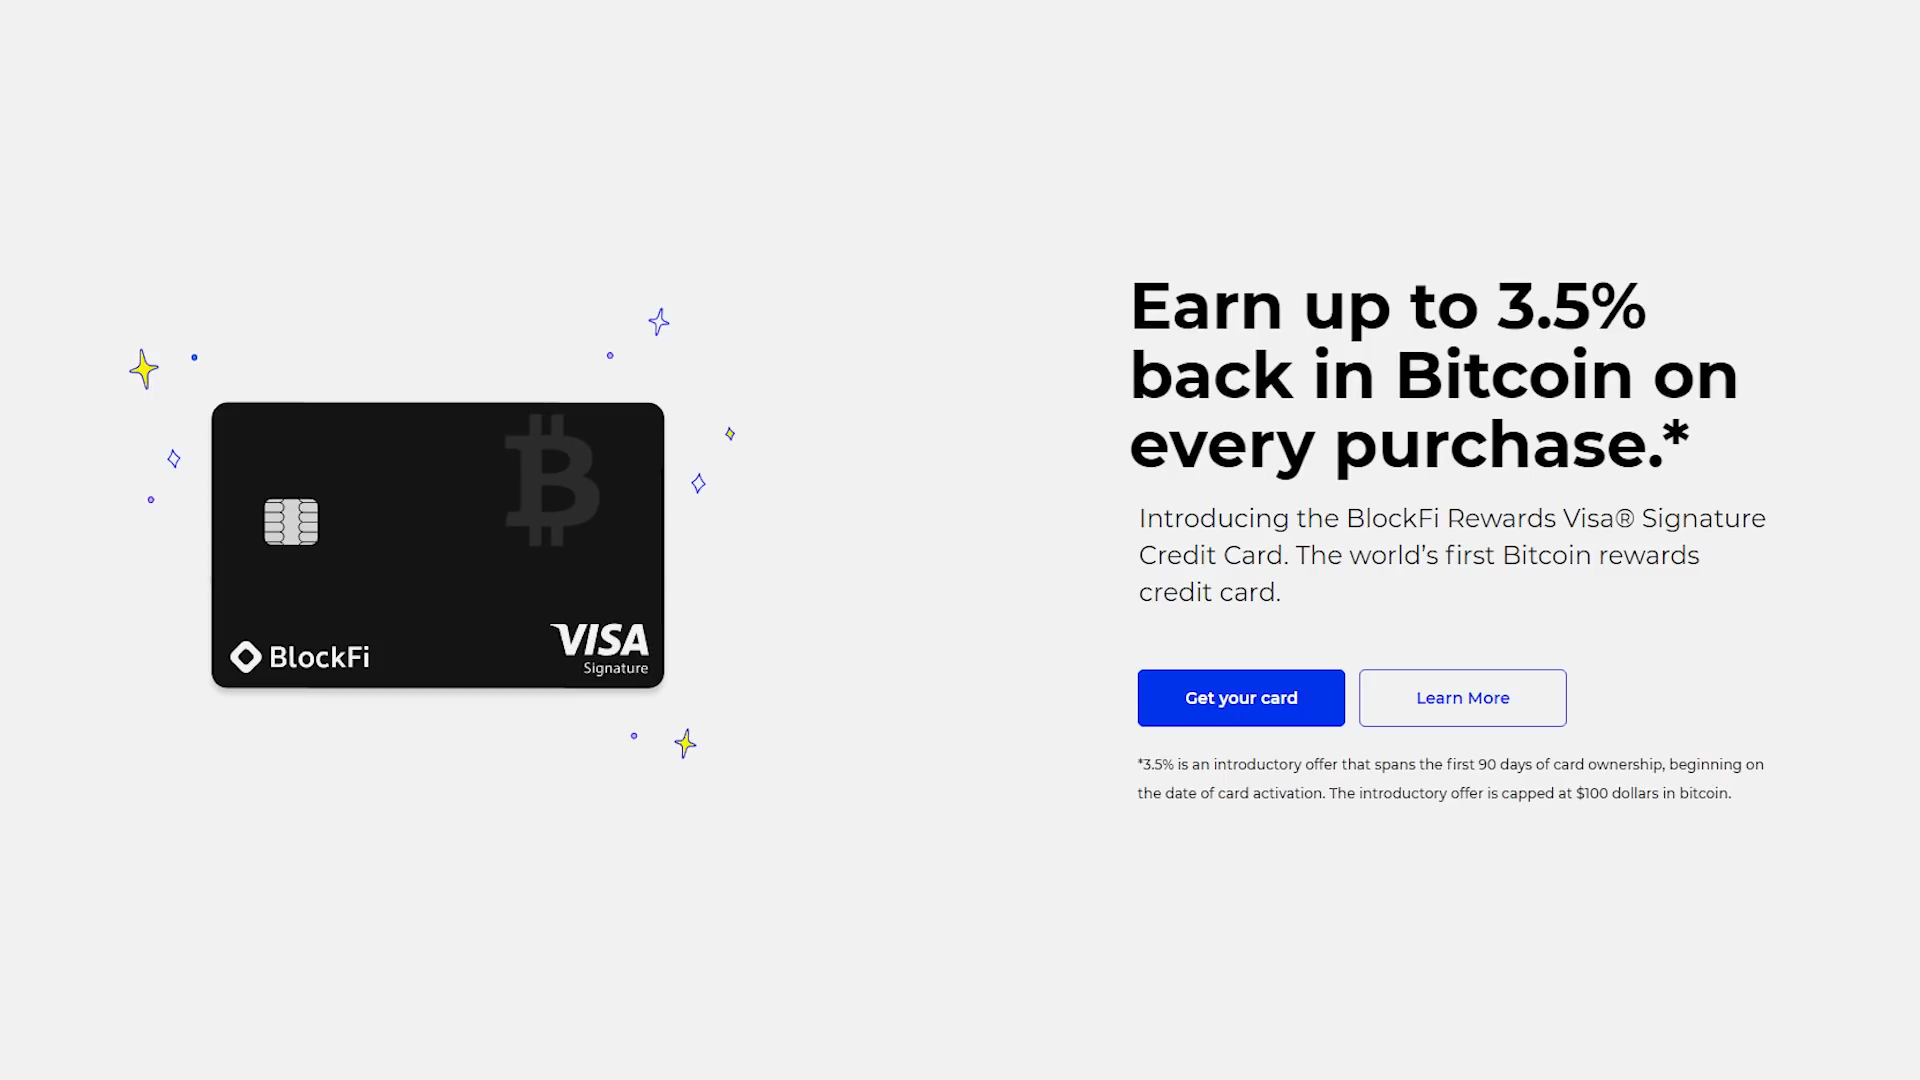 Earn up to 3.5%
back in Bitcoin on
every purchase.*
Introducing the BlockFi Rewards Visa® Signature
Credit Card. The world’s first Bitcoin rewards
credit card.
BlockFi
VISA
Signature
Get your card
Learn More
*3.5% is an introductory offer that spans the first 90 days of card ownership, beginning on
the date of card activation. The introductory offer is capped at $100 dollars in bitcoin.